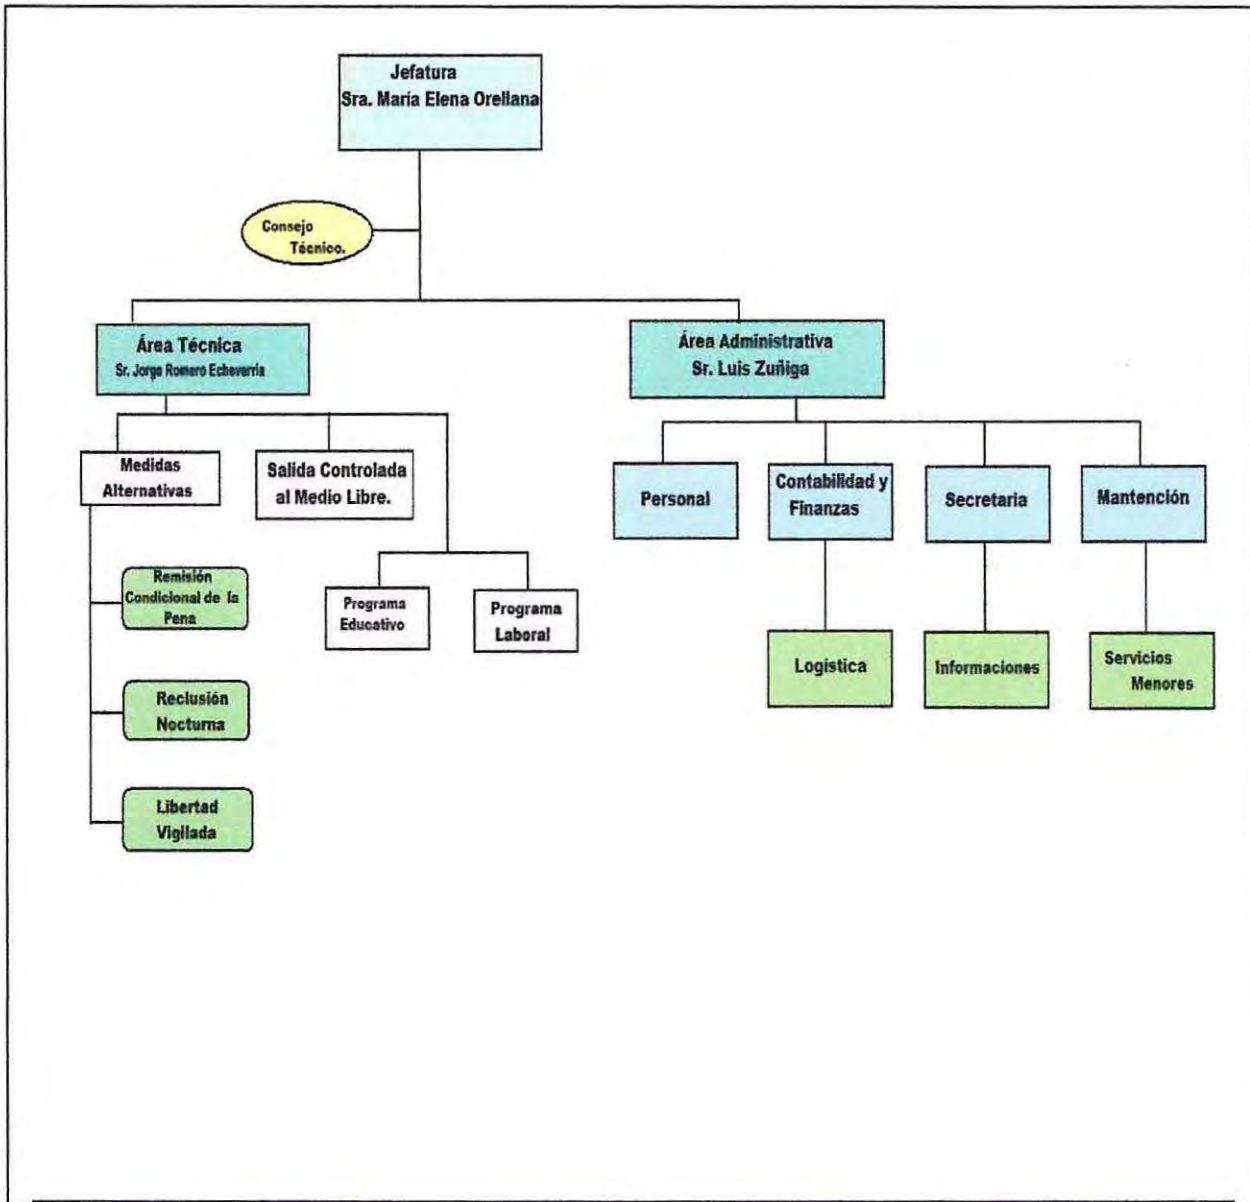 Jefatura
Sra. María Elena Orellana
Consejo
Técnico.
Área Técnica
Sr. Jorge Romero Echeverria
Área Administrativa
Sr. Luis Zuñiga
Medidas
Alternativas
Salida Controlada
al Medio Libre.
Personal
Contabilidad y
Finanzas
Secretaria
Mantención
Remisión
Condicional de la
Pena
Programa
Educativo
Programa
Laboral
Logística
Informaciones
Servicios
Menores
Reclusión
Nocturna
Libertad
Vigilada